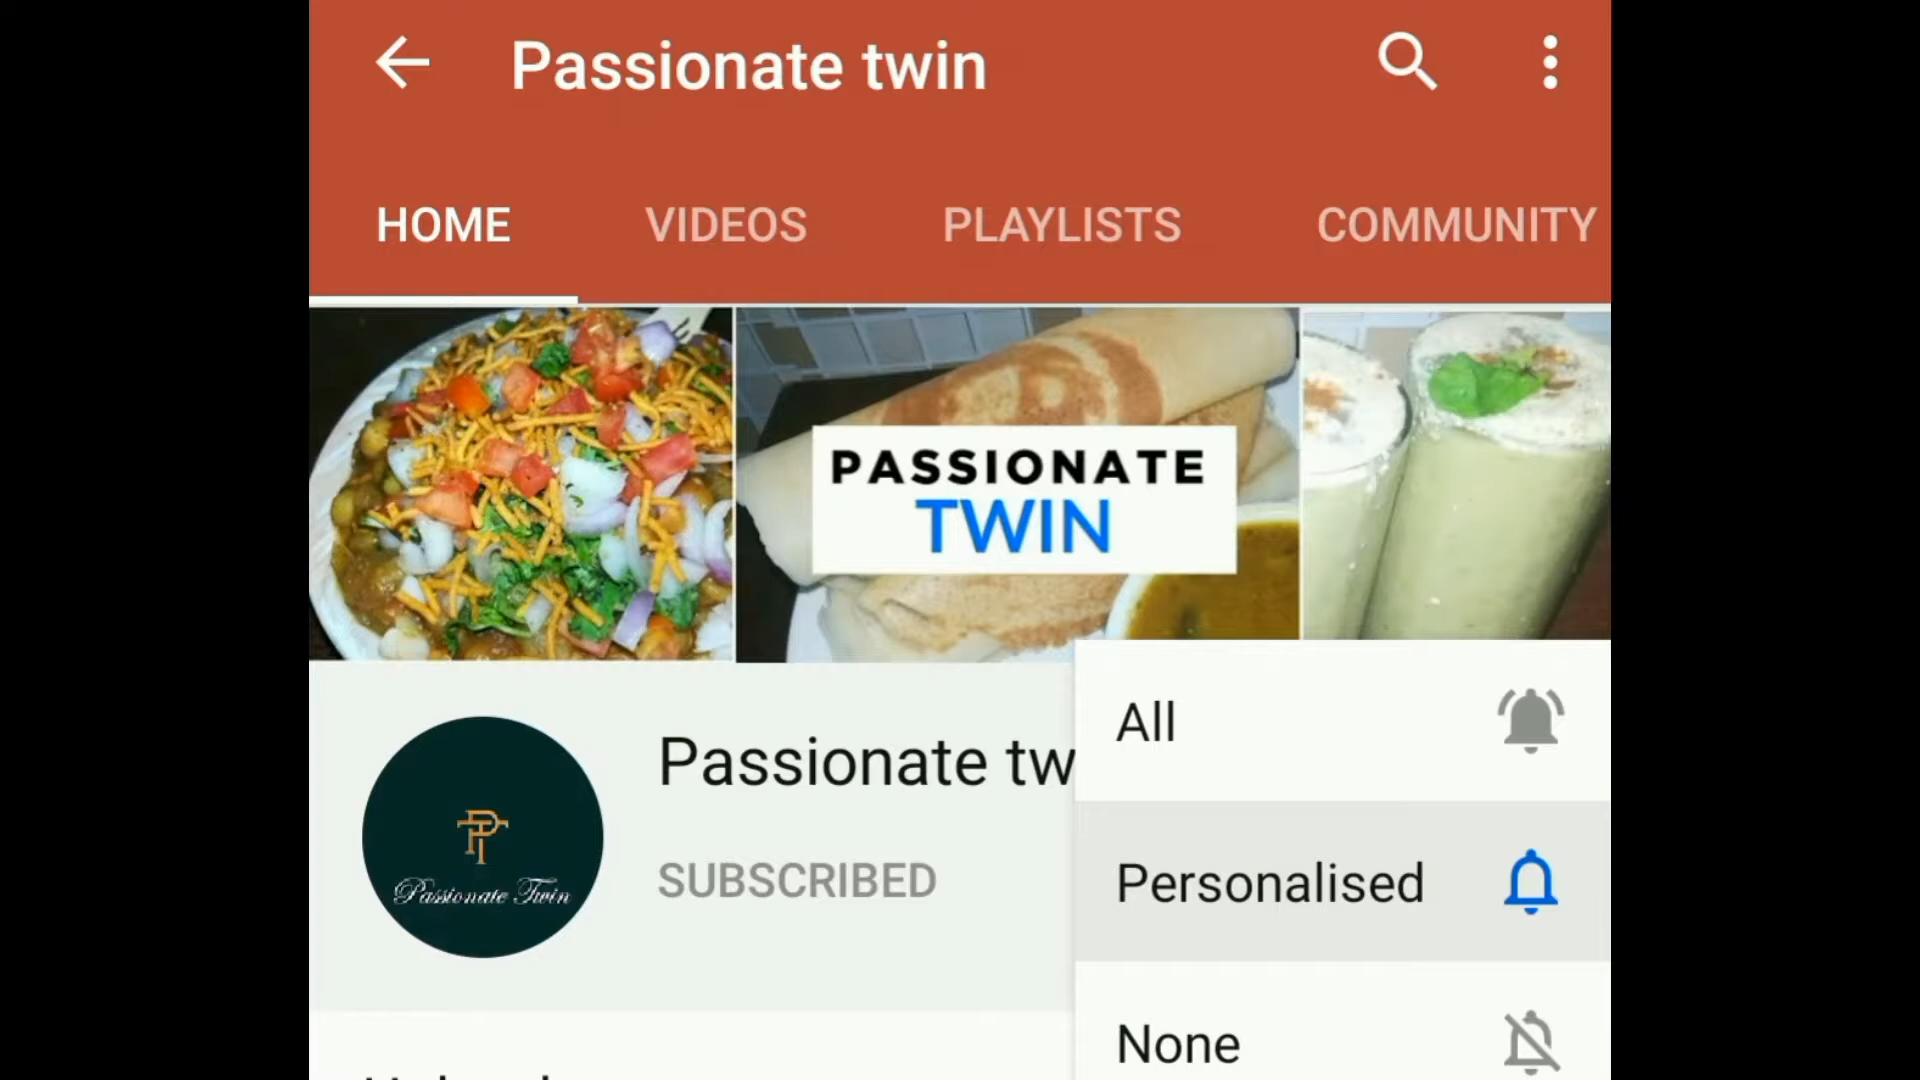 Passionate twin
HOME VIDEOS PLAYLISTS COMMUNITY
PASSIONATE
TWIN
All
Passionate tw
PT
Passionate Twin
SUBSCRIBED
Personalised
None